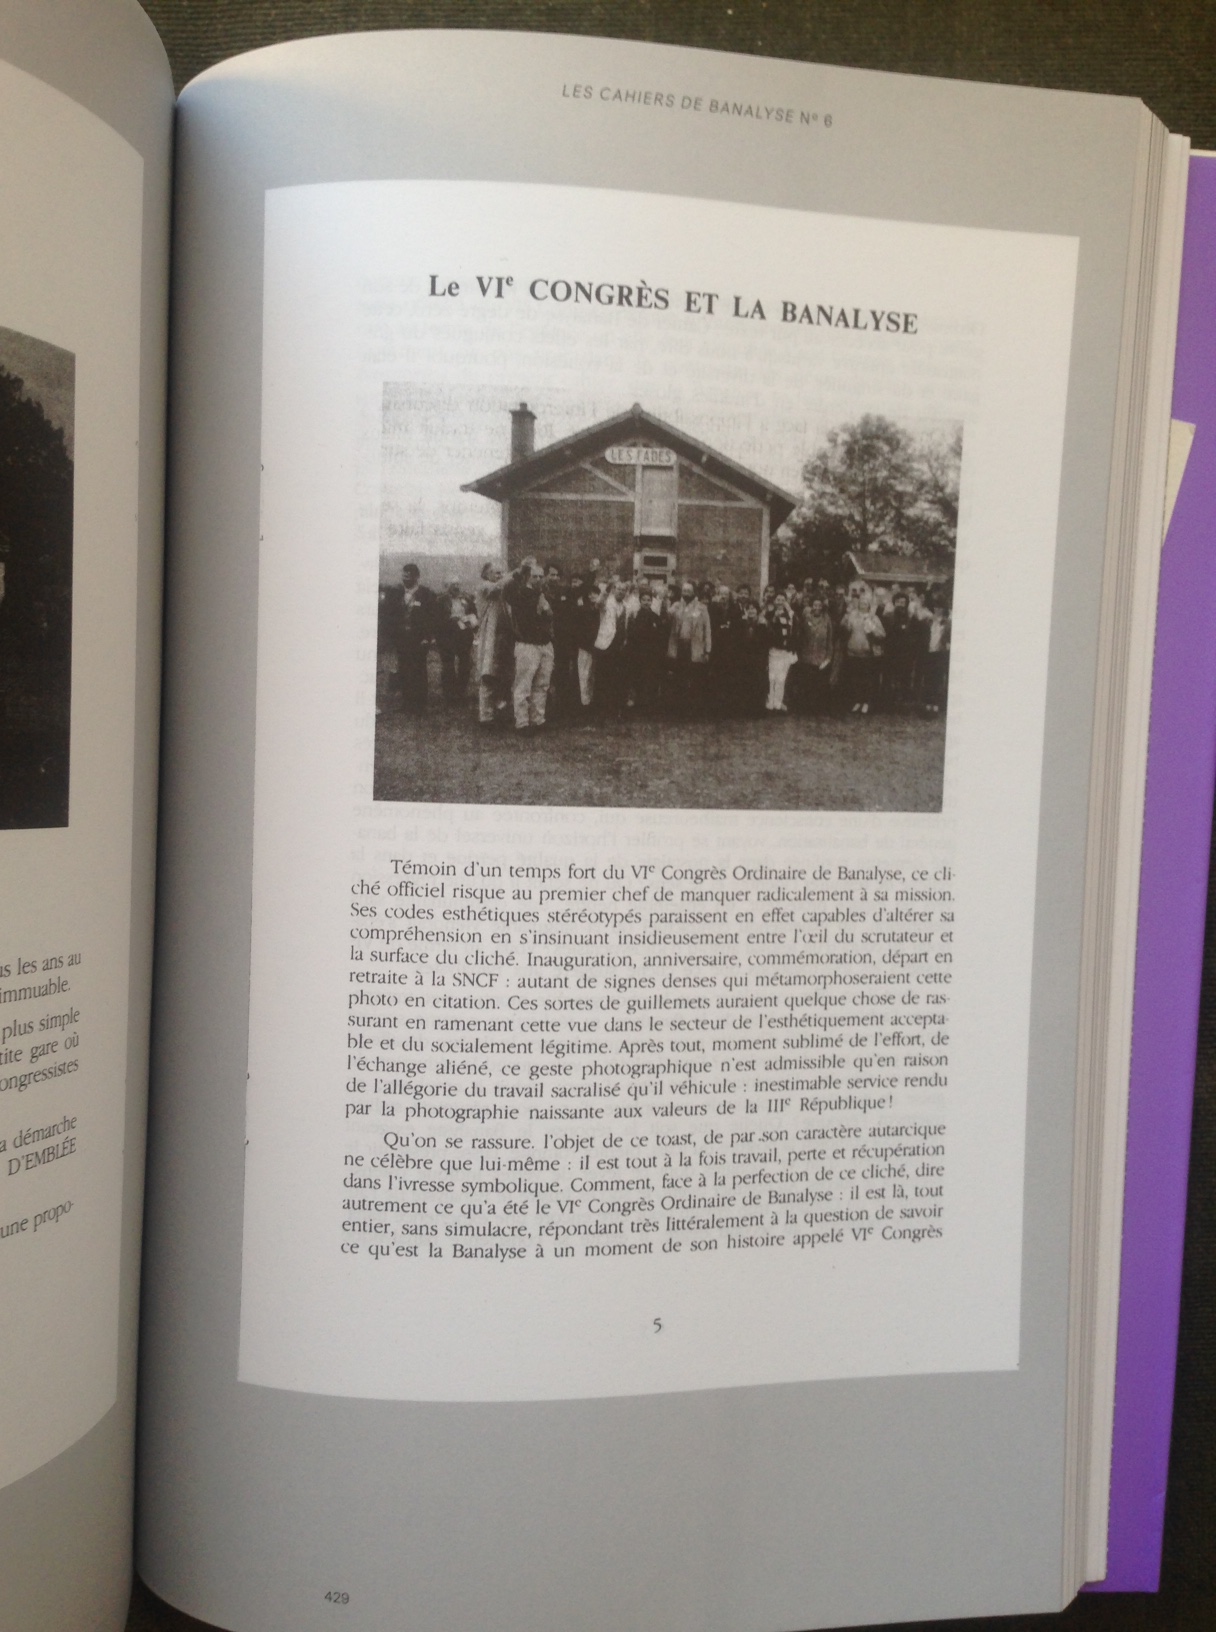 us les ans au
immuable.
plus simple
tite gare où
ongressistes
a démarche
D'EMBLÉE
une propo-
LES CAHIERS DE BANALYSE Nº 6
Le VIe CONGRÈS ET LA BANALYSE
LES FADES
Témoin d'un temps fort du VIe Congrès Ordinaire de Banalyse, ce cli-
ché officiel risque au premier chef de manquer radicalement à sa mission.
Ses codes esthétiques stéréotypés paraissent en effet capables d'altérer sa
compréhension en s'insinuant insidieusement entre l'œil du scrutateur et
la surface du cliché. Inauguration, anniversaire, commémoration, départ en
retraite à la SNCF : autant de signes denses qui métamorphoseraient cette
photo en citation. Ces sortes de guillemets auraient quelque chose de ras-
surant en ramenant cette vue dans le secteur de l'esthétiquement accepta-
ble et du socialement légitime. Après tout, moment sublimé de l'effort, de
l'échange aliéné, ce geste photographique n'est admissible qu'en raison
de l'allégorie du travail sacralisé qu'il véhicule : inestimable service rendu
par la photographie naissante aux valeurs de la IIIe République !
Qu'on se rassure. l'objet de ce toast, de par son caractère autarcique
ne célèbre que lui-même : il est tout à la fois travail, perte et récupération
dans l'ivresse symbolique. Comment, face à la perfection de ce cliché, dire
autrement ce qu'a été le VIe Congrès Ordinaire de Banalyse : il est là, tout
entier, sans simulacre, répondant très littéralement à la question de savoir
ce qu'est la Banalyse à un moment de son histoire appelé VIe Congrès
5
429